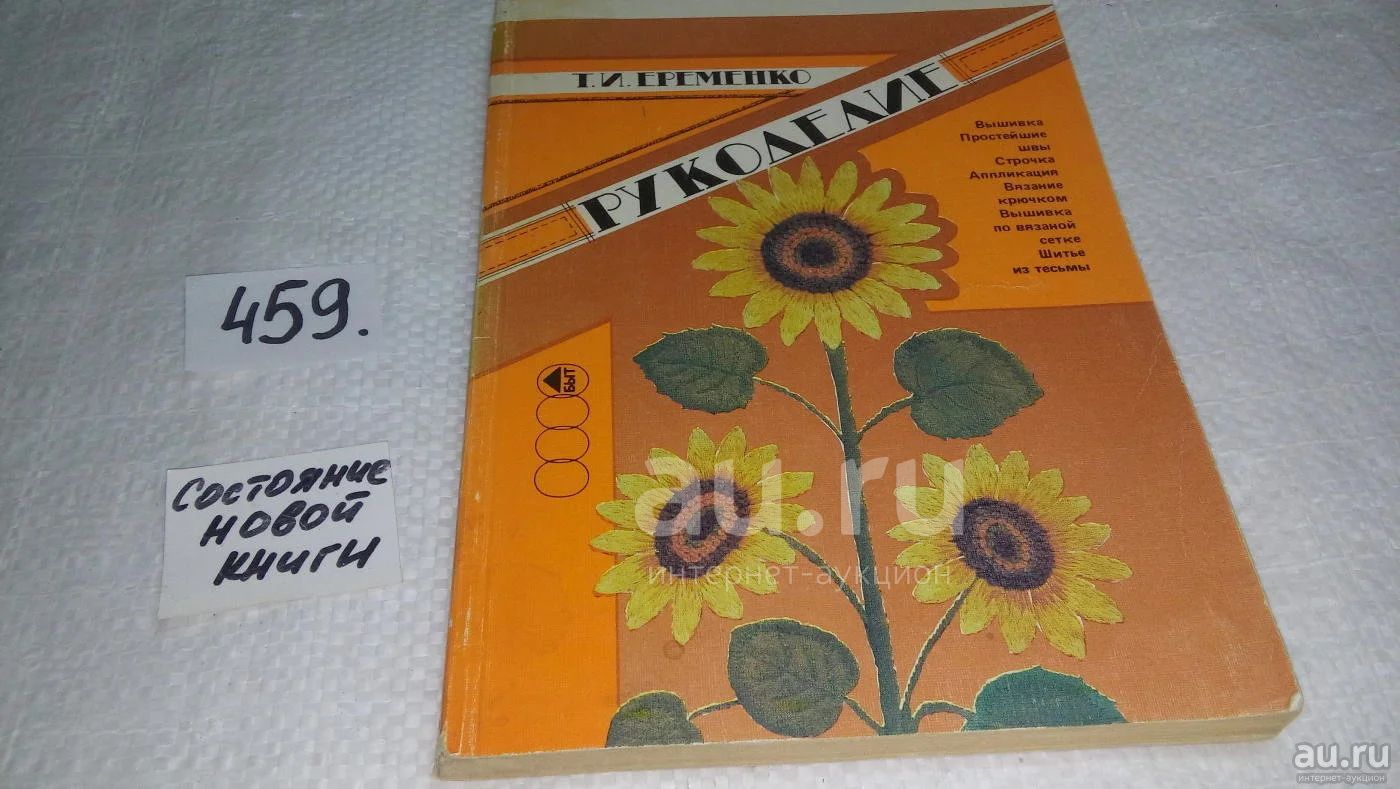 Т.И. ЕРЕМЕНКО
РУКОДЕЛИЕ
Вышивка
Простейшие
швы
Строчка
Аппликация
Вязание
крючком
Вышивка
по вязаной
сетке
Шитье
из тесьмы
БЫТ
459.
Состояние
новой
книги
au.ru
интернет-аукцион
au.ru
интернет-аукцион